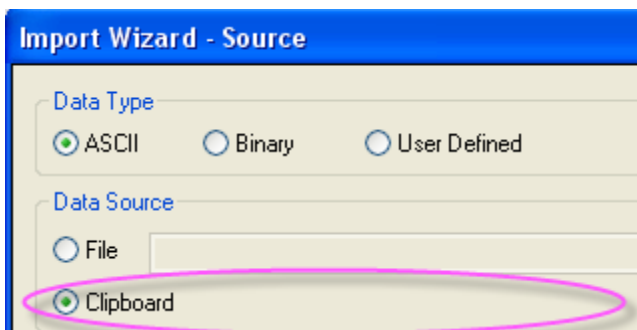 Import Wizard - Source
Data Type
ASCII Binary User Defined
Data Source
File
Clipboard